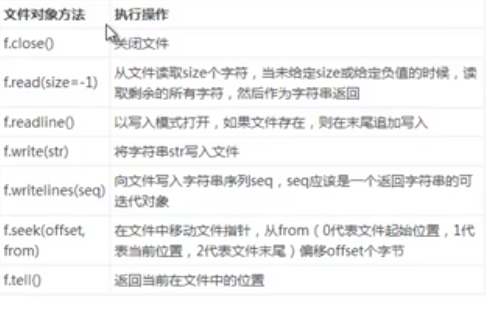 文件对象方法 执行操作
f.close() 关闭文件
f.read(size=-1) 从文件读取size个字符，当未给定size或给定负值的时候，读
取剩余的所有字符，然后作为字符串返回
f.readline() 以写入模式打开，如果文件存在，则在末尾追加写入
f.write(str) 将字符串str写入文件
f.writelines(seq) 向文件写入字符串序列seq，seq应该是一个返回字符串的可
迭代对象
f.seek(offset, 在文件中移动文件指针，从from（0代表文件起始位置，1代
from) 表当前位置，2代表文件末尾）偏移offset个字节
f.tell() 返回当前在文件中的位置